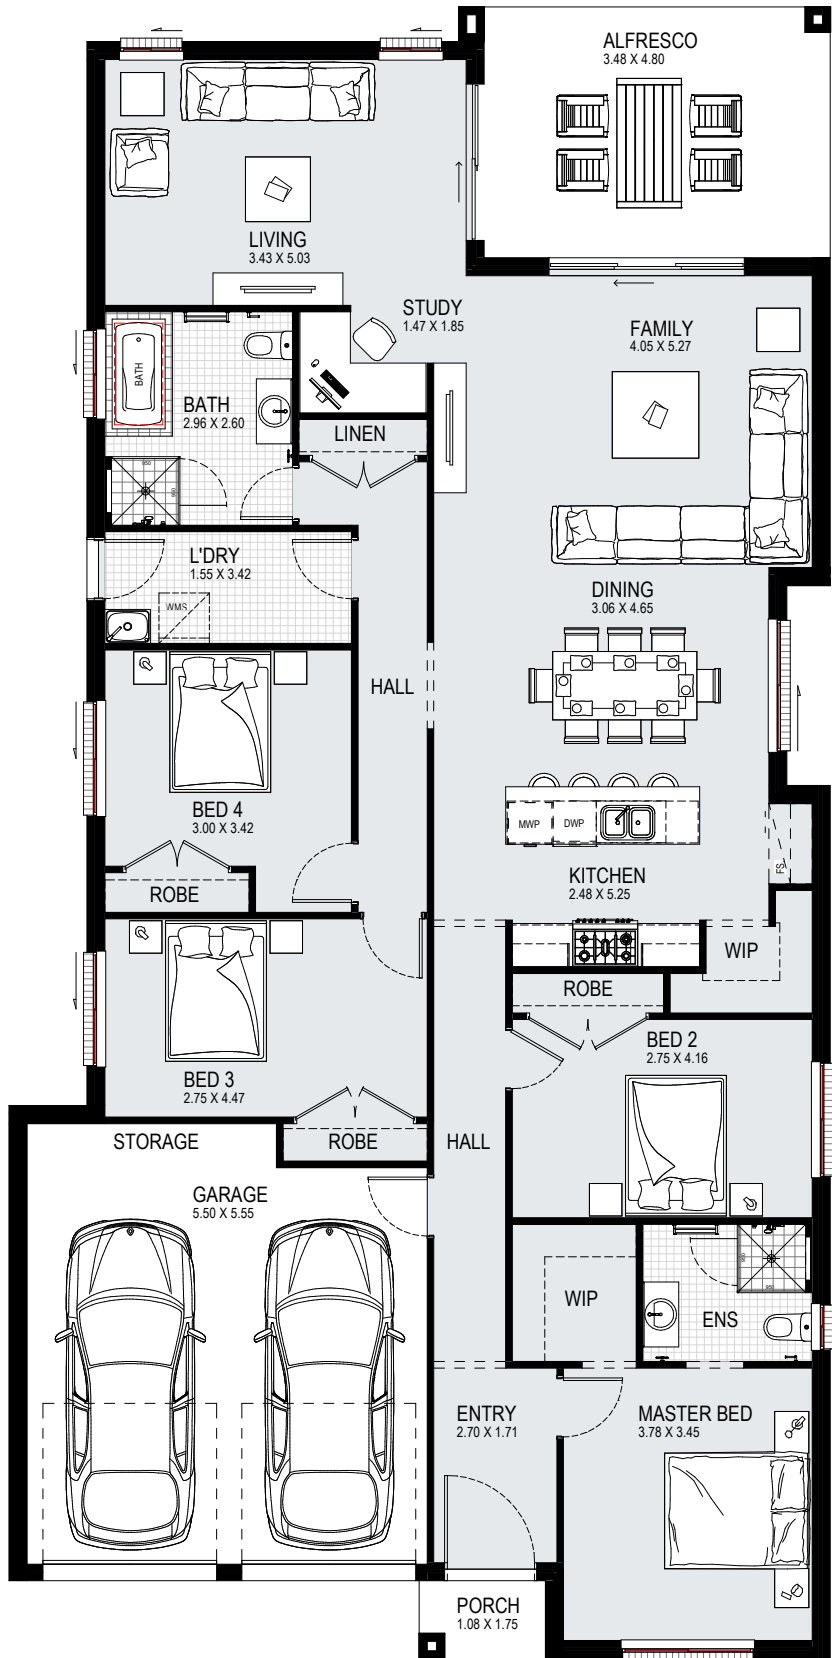 ALFRESCO
3.48 X 4.80
LIVING
3.43 X 5.03
STUDY
1.47 X 1.85
FAMILY
4.05 X 5.27
BATH
BATH
2.96 X 2.60
LINEN
950
950
L'DRY
1.55 X 3.42
WMS
DINING
3.06 X 4.65
HALL
BED 4
3.00 X 3.42
MWP
DWP
ROBE
KITCHEN
2.48 X 5.25
FS.
WIP
ROBE
BED 2
2.75 X 4.16
BED 3
2.75 X 4.47
STORAGE
ROBE
HALL
GARAGE
5.50 X 5.55
950
950
WIP
ENS
ENTRY
2.70 X 1.71
MASTER BED
3.78 X 3.45
PORCH
1.08 X 1.75